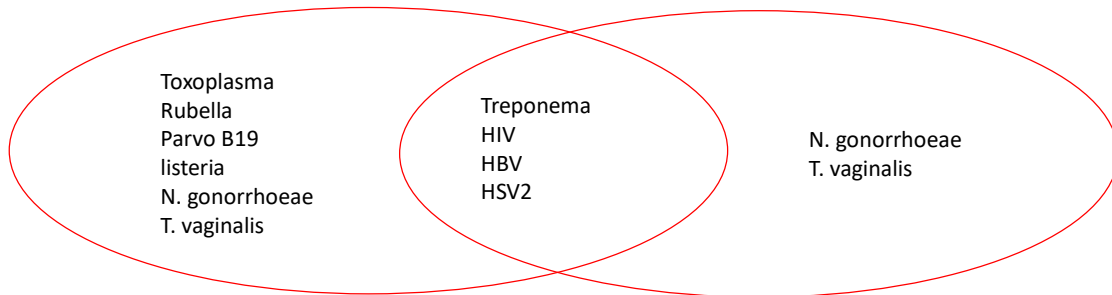 Toxoplasma
Rubella
Parvo B19
listeria
N. gonorrhoeae
T. vaginalis
Treponema
HIV
HBV
HSV2
N. gonorrhoeae
T. vaginalis